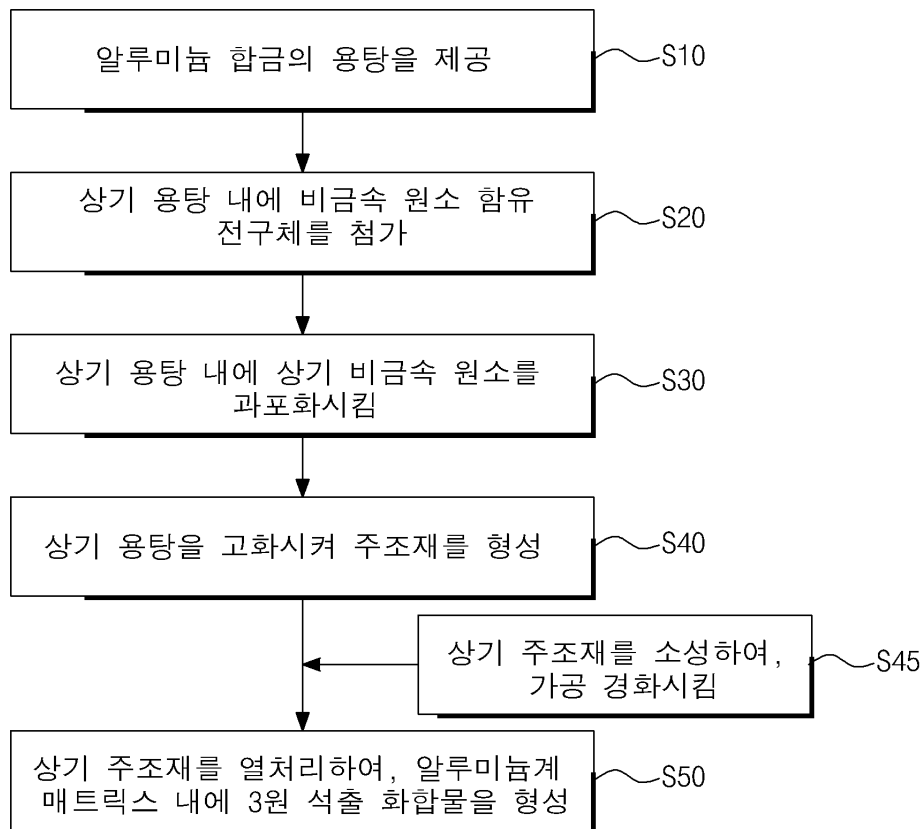 알루미늄 합금의 용탕을 제공
S10
상기 용탕 내에 비금속 원소 함유
전구체를 첨가
S20
상기 용탕 내에 상기 비금속 원소를
과포화시킴
S30
상기 용탕을 고화시켜 주조재를 형성
S40
상기 주조재를 소성하여,
가공 경화시킴
S45
상기 주조재를 열처리하여, 알루미늄계
매트릭스 내에 3원 석출 화합물을 형성
S50